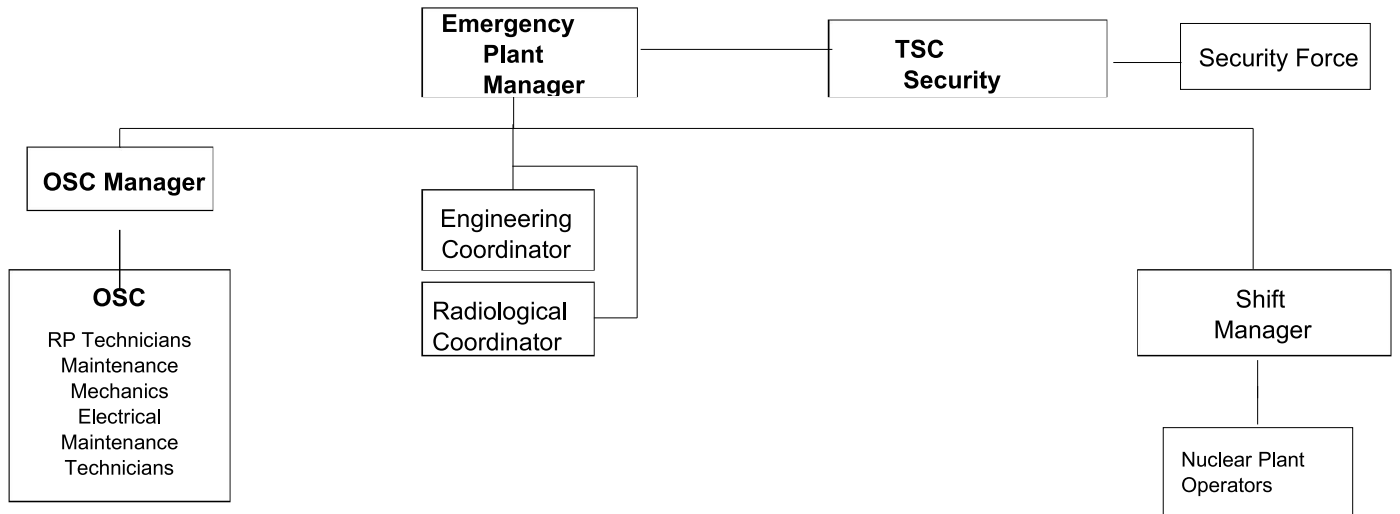 Emergency
Plant
Manager
TSC
Security
Security Force
OSC Manager
Engineering
Coordinator
Radiological
Coordinator
OSC
RP Technicians
Maintenance
Mechanics
Electrical
Maintenance
Technicians
Shift
Manager
Nuclear Plant
Operators